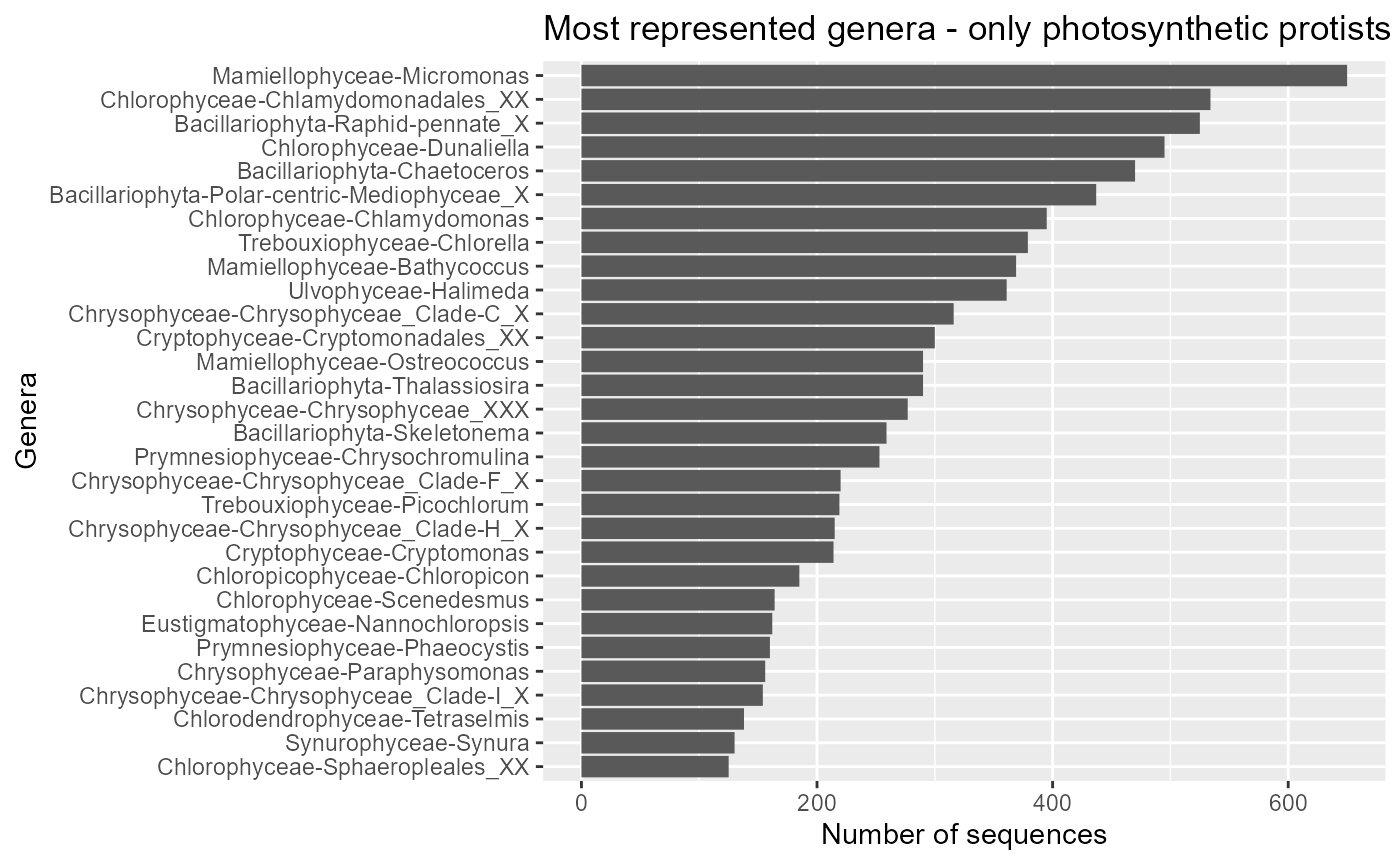 Most represented genera - only photosynthetic protists
Mamiellophyceae-Micromonas
Chlorophyceae-Chlamydomonadales_XX
Bacillariophyta-Raphid-pennate_X
Chlorophyceae-Dunaliella
Bacillariophyta-Chaetoceros
Bacillariophyta-Polar-centric-Mediophyceae_X
Chlorophyceae-Chlamydomonas
Trebouxiophyceae-Chlorella
Mamiellophyceae-Bathycoccus
Ulvophyceae-Halimeda
Chrysophyceae-Chrysophyceae_Clade-C_X
Cryptophyceae-Cryptomonadales_XX
Mamiellophyceae-Ostreococcus
Bacillariophyta-Thalassiosira
Chrysophyceae-Chrysophyceae_XXX
Bacillariophyta-Skeletonema
Prymnesiophyceae-Chrysochromulina
Chrysophyceae-Chrysophyceae_Clade-F_X
Trebouxiophyceae-Picochlorum
Chrysophyceae-Chrysophyceae_Clade-H_X
Cryptophyceae-Cryptomonas
Chloropicophyceae-Chloropicon
Chlorophyceae-Scenedesmus
Eustigmatophyceae-Nannochloropsis
Prymnesiophyceae-Phaeocystis
Chrysophyceae-Paraphysomonas
Chrysophyceae-Chrysophyceae_Clade-I_X
Chlorodendrophyceae-Tetraselmis
Synurophyceae-Synura
Chlorophyceae-Sphaeropleales_XX
Genera
0 200 400 600
Number of sequences